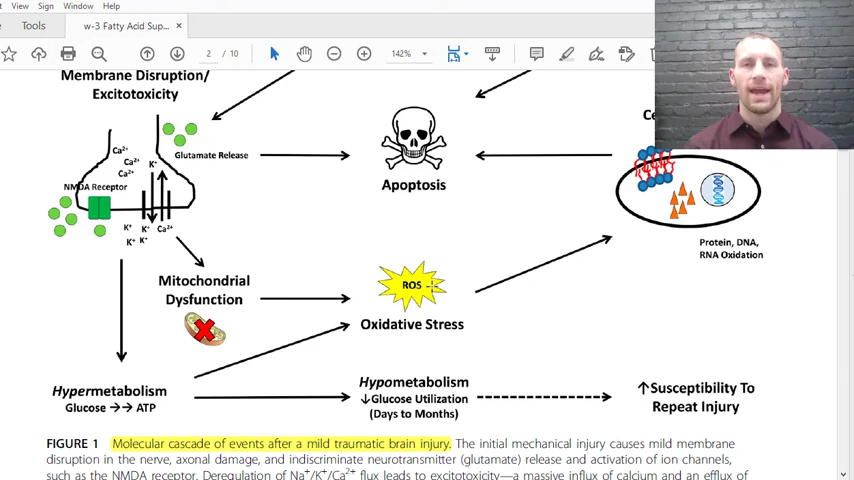 Show View Sign Window Help
Tools w-3 Fatty Acid Sup... ×
2 / 10 142%
Membrane Disruption/
Excitotoxicity
Ca²⁺
Ca²⁺
Ca²⁺
K⁺
Glutamate Release
Apoptosis
NMDA Receptor
K⁺ K⁺ Ca²⁺
K⁺ K⁺
Protein, DNA,
RNA Oxidation
Mitochondrial
Dysfunction
ROS
Oxidative Stress
Hypermetabolism
Glucose →→ ATP
Hypometabolism
↓Glucose Utilization
(Days to Months)
↑Susceptibility To
Repeat Injury
FIGURE 1 Molecular cascade of events after a mild traumatic brain injury. The initial mechanical injury causes mild membrane
disruption in the nerve, axonal damage, and indiscriminate neurotransmitter (glutamate) release and activation of ion channels,
such as the NMDA receptor. Deregulation of Na⁺/K⁺/Ca²⁺ flux leads to excitotoxicity—a massive influx of calcium and an efflux of